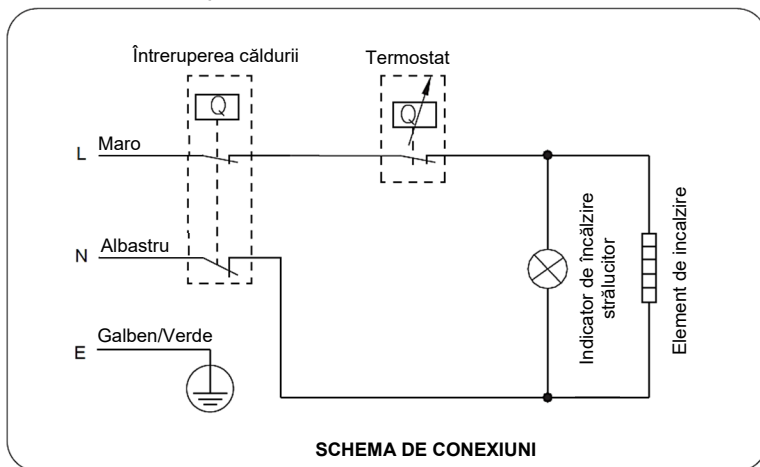 Întreruperea căldurii
Termostat
Q
Q
L
Maro
N
Albastru
E
Galben/Verde
Indicator de încălzire
strălucitor
Element de incalzire
SCHEMA DE CONEXIUNI